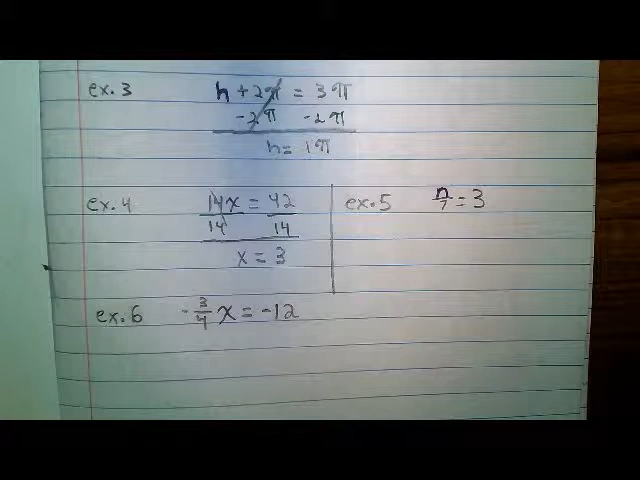 ex.3 h + 2π = 3π
-2π -2π
h = 1π
ex.4 14x = 42
14 14
x = 3
ex.5 n/7 = 3
ex.6 -3/4 x = -12